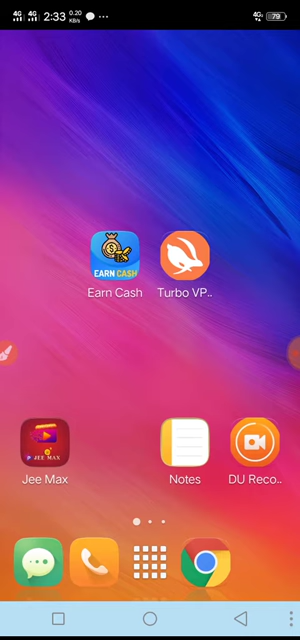 4G 4G 2:33 0.20 KB/s ... 4G 79
EARN CASH
Earn Cash Turbo VP..
JEE MAX
Jee Max Notes DU Reco..